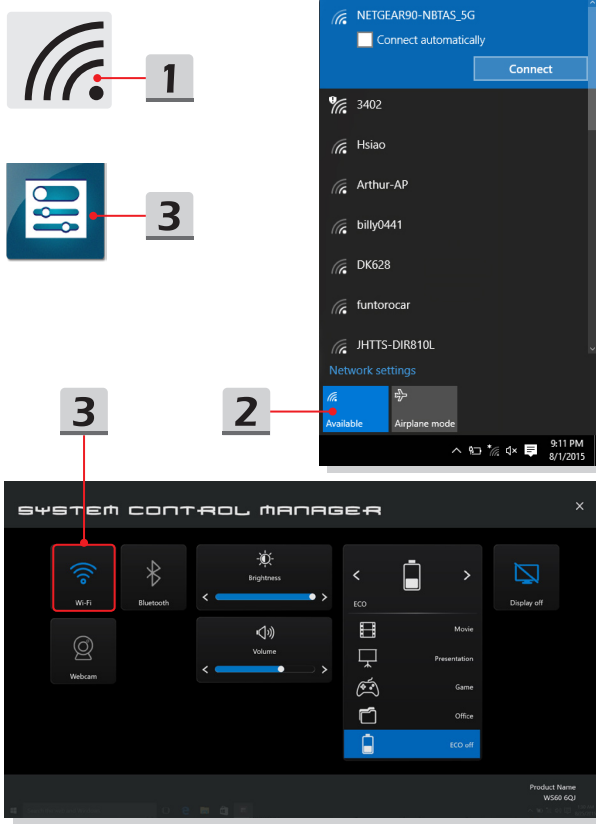 1
3
NETGEAR90-NBTAS_5G
Connect automatically
Connect
3402
Hsiao
Arthur-AP
billy0441
DK628
funtorocar
JHTTS-DIR810L
Network settings
Available
Airplane mode
9:11 PM
8/1/2015
3
2
SYSTEM CONTROL MANAGER
Wi-Fi
Bluetooth
Brightness
ECO
Display off
Webcam
Volume
Movie
Presentation
Game
Office
ECO off
Product Name
WS60 6QJ